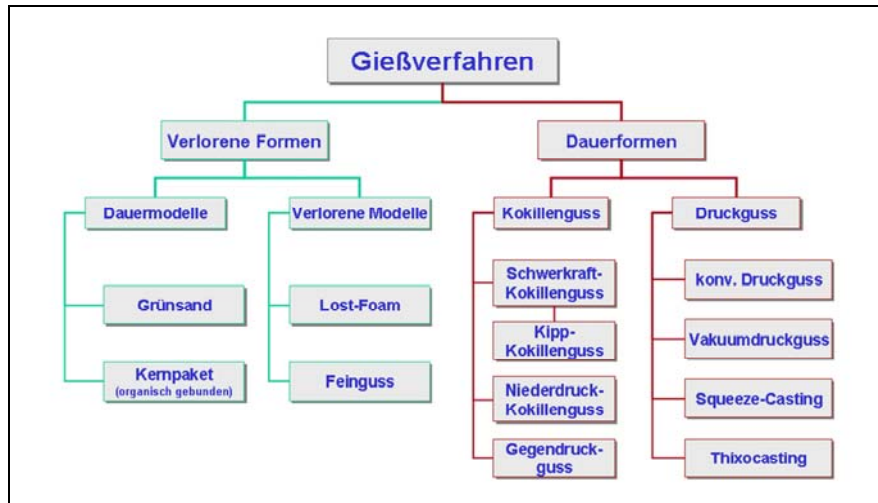 Gießverfahren
Verlorene Formen
Dauerformen
Dauermodelle
Verlorene Modelle
Kokillenguss
Druckguss
Grünsand
Lost-Foam
Schwerkraft-
Kokillenguss
konv. Druckguss
Kipp-
Kokillenguss
Vakuumdruckguss
Kernpaket
(organisch gebunden)
Feinguss
Niederdruck-
Kokillenguss
Squeeze-Casting
Gegendruck-
guss
Thixocasting